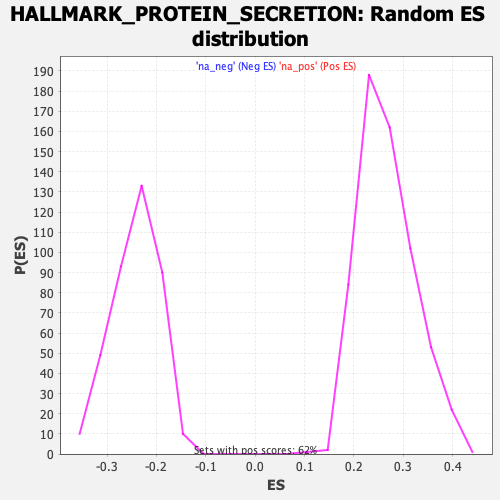 HALLMARK_PROTEIN_SECRETION: Random ES
distribution
'na_neg' (Neg ES) 'na_pos' (Pos ES)
190
180
170
160
150
140
130
120
110
100
90
80
70
60
50
40
30
20
10
0
P(ES)
Sets with pos scores: 62%
-0.3 -0.2 -0.1 0.0 0.1 0.2 0.3 0.4
ES